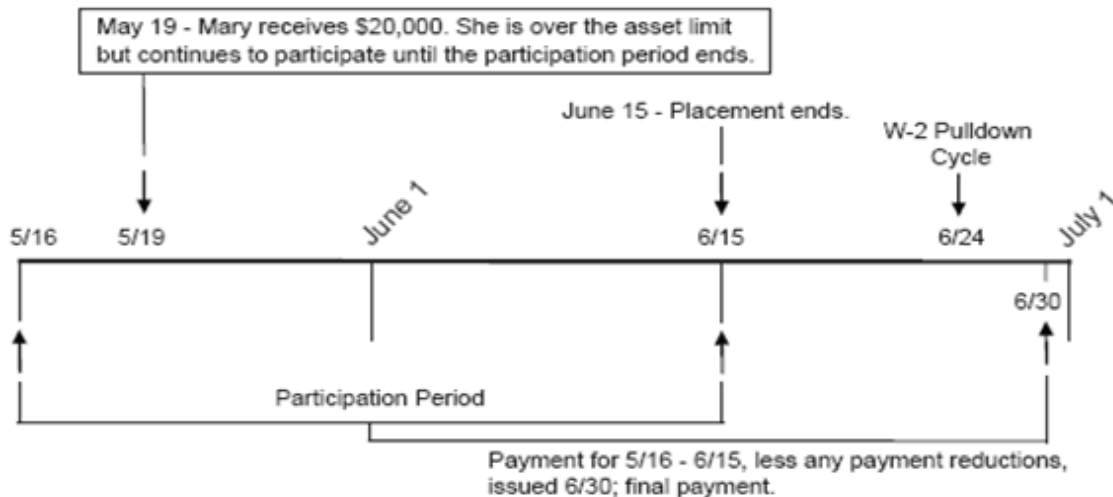 May 19 - Mary receives $20,000. She is over the asset limit
but continues to participate until the participation period ends.
June 15 - Placement ends.
W-2 Pulldown
Cycle
5/16
5/19
June 1
6/15
6/24
July 1
6/30
Participation Period
Payment for 5/16 - 6/15, less any payment reductions,
issued 6/30; final payment.